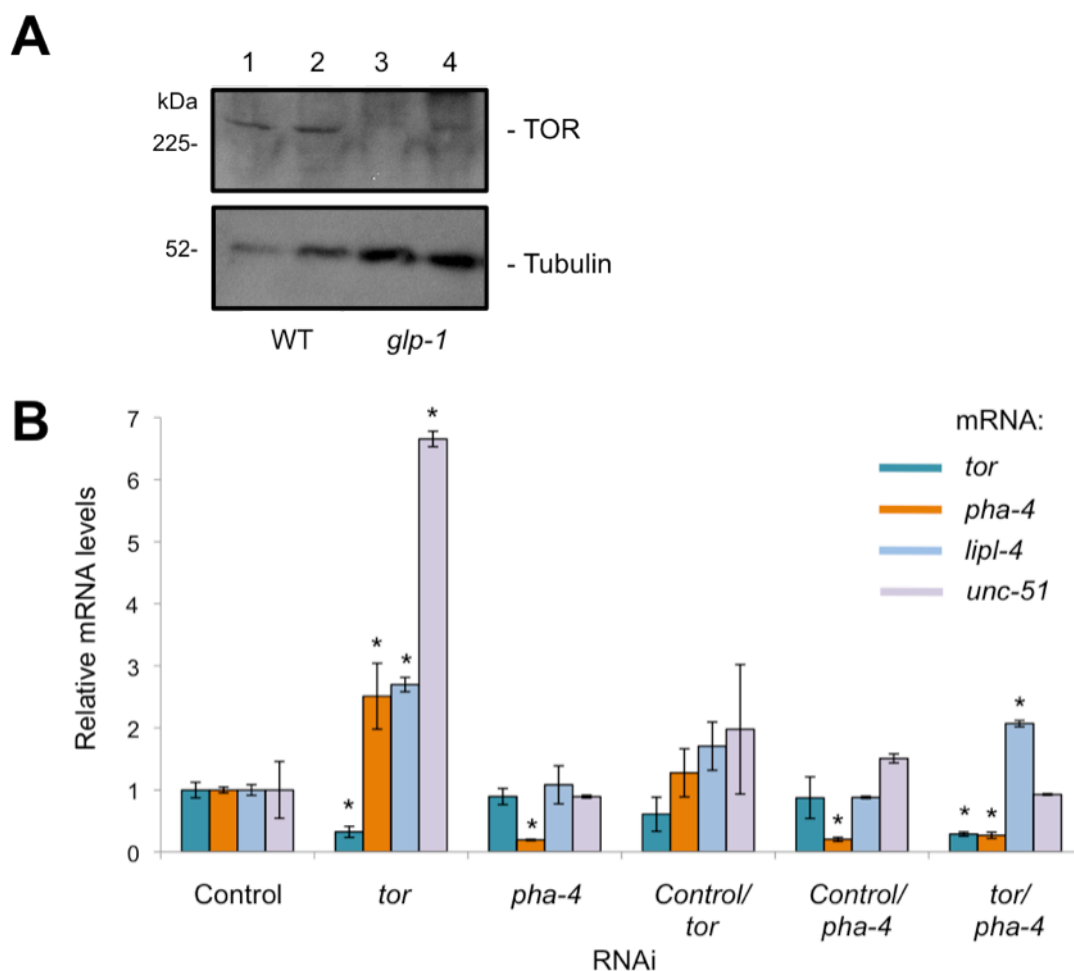 A
1 2 3 4
kDa
225-
- TOR
52-
- Tubulin
WT glp-1
B
Relative mRNA levels
7
6
5
4
3
2
1
0
* * * * * * * * *
mRNA:
tor
pha-4
lipl-4
unc-51
Control tor pha-4 Control/ Control/ tor/
tor pha-4 pha-4
RNAi